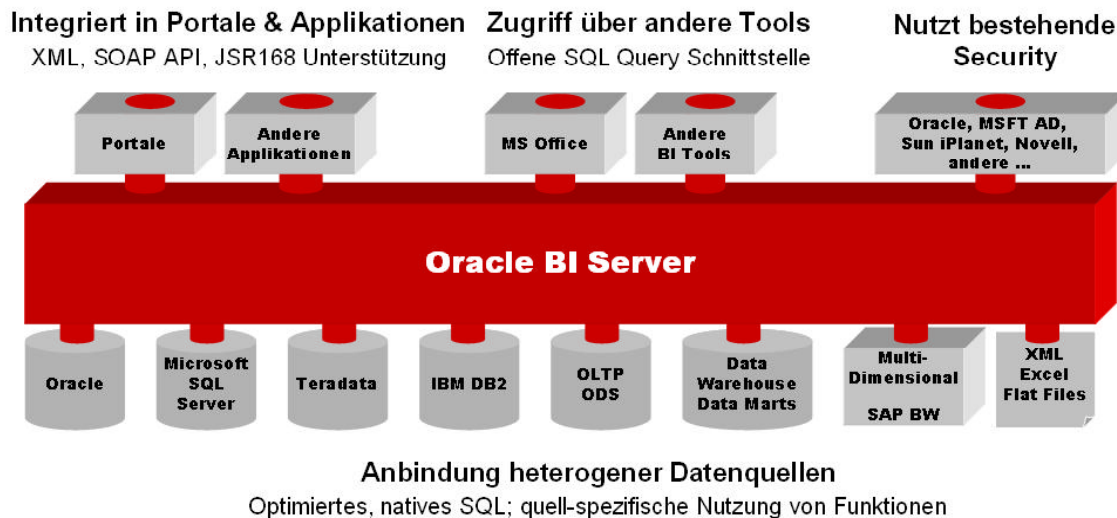 Integriert in Portale & Applikationen
XML, SOAP API, JSR168 Unterstützung
Zugriff über andere Tools
Offene SQL Query Schnittstelle
Nutzt bestehende
Security
Portale
Andere
Applikationen
MS Office
Andere
BI Tools
Oracle, MSFT AD,
Sun iPlanet, Novell,
andere ...
Oracle BI Server
Oracle
Microsoft
SQL
Server
Teradata
IBM DB2
OLTP
ODS
Data
Warehouse
Data Marts
Multi-
Dimensional
SAP BW
XML
Excel
Flat Files
Anbindung heterogener Datenquellen
Optimiertes, natives SQL; quell-spezifische Nutzung von Funktionen